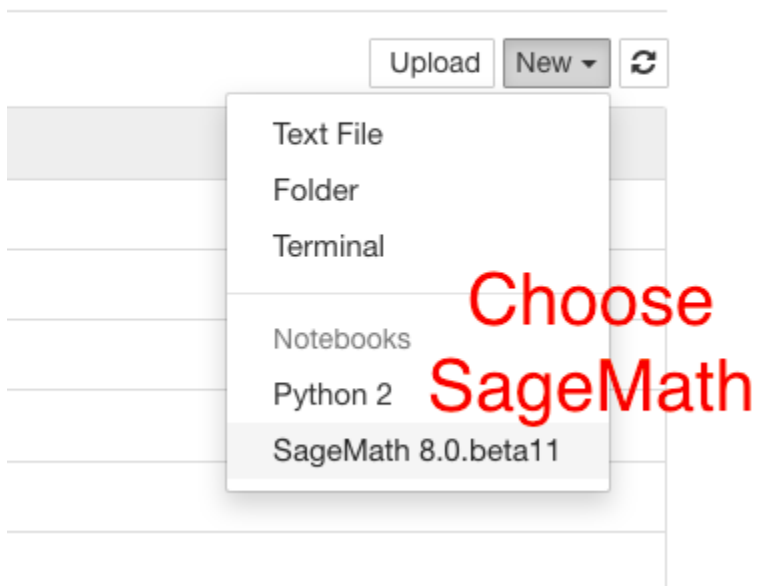 Upload New
Text File
Folder
Terminal
Choose
SageMath
Notebooks
Python 2
SageMath 8.0.beta11